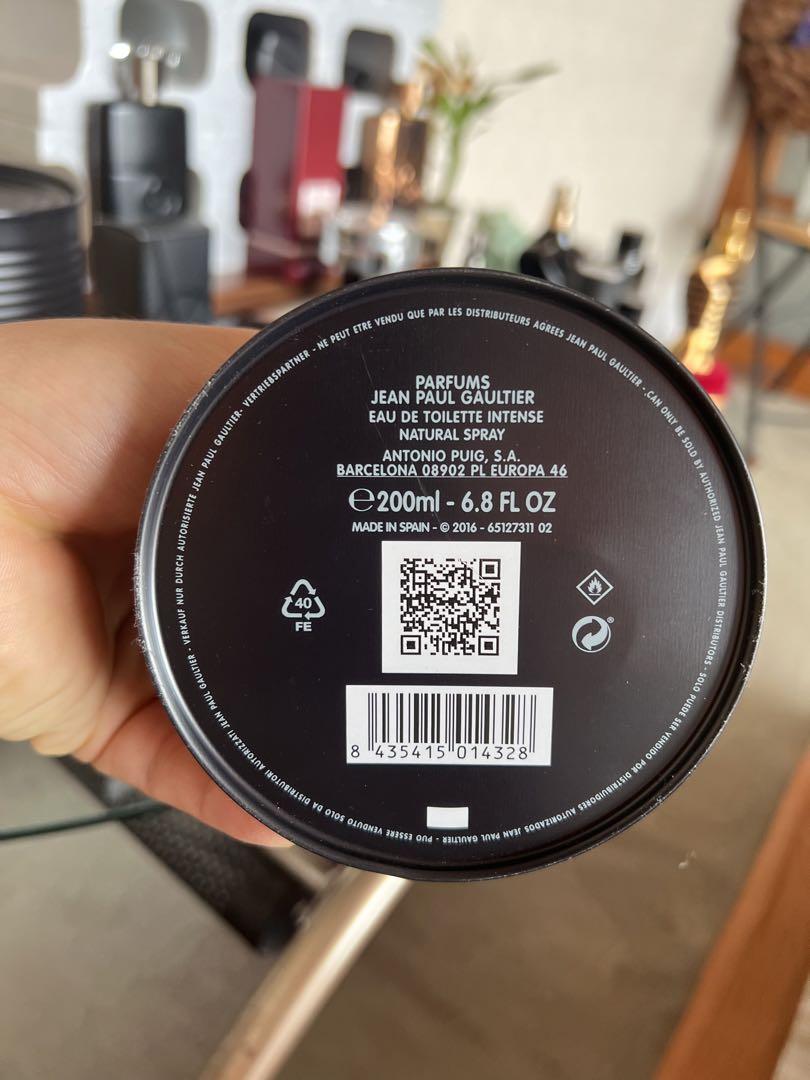 NE PEUT ETRE VENDU QUE PAR LES DISTRIBUTEURS AGREES JEAN PAUL GAULTIER - CAN ONLY BE SOLD BY AUTHORIZED JEAN PAUL GAULTIER DISTRIBUTORS - SOLO PUEDE SER VENDIDO POR DISTRIBUIDORES AUTORIZADOS JEAN PAUL GAULTIER - PUO ESSERE VENDUTO SOLO DA DISTRIBUTORI AUTORIZZATI JEAN PAUL GAULTIER - VERKAUF NUR DURCH AUTORISIERTE JEAN PAUL GAULTIER- VERTRIEBSPARTNER -
PARFUMS
JEAN PAUL GAULTIER
EAU DE TOILETTE INTENSE
NATURAL SPRAY
ANTONIO PUIG, S.A.
BARCELONA 08902 PL EUROPA 46
℮200ml - 6.8 FL OZ
MADE IN SPAIN - © 2016 - 65127311 02
40
FE
8 435415 014328